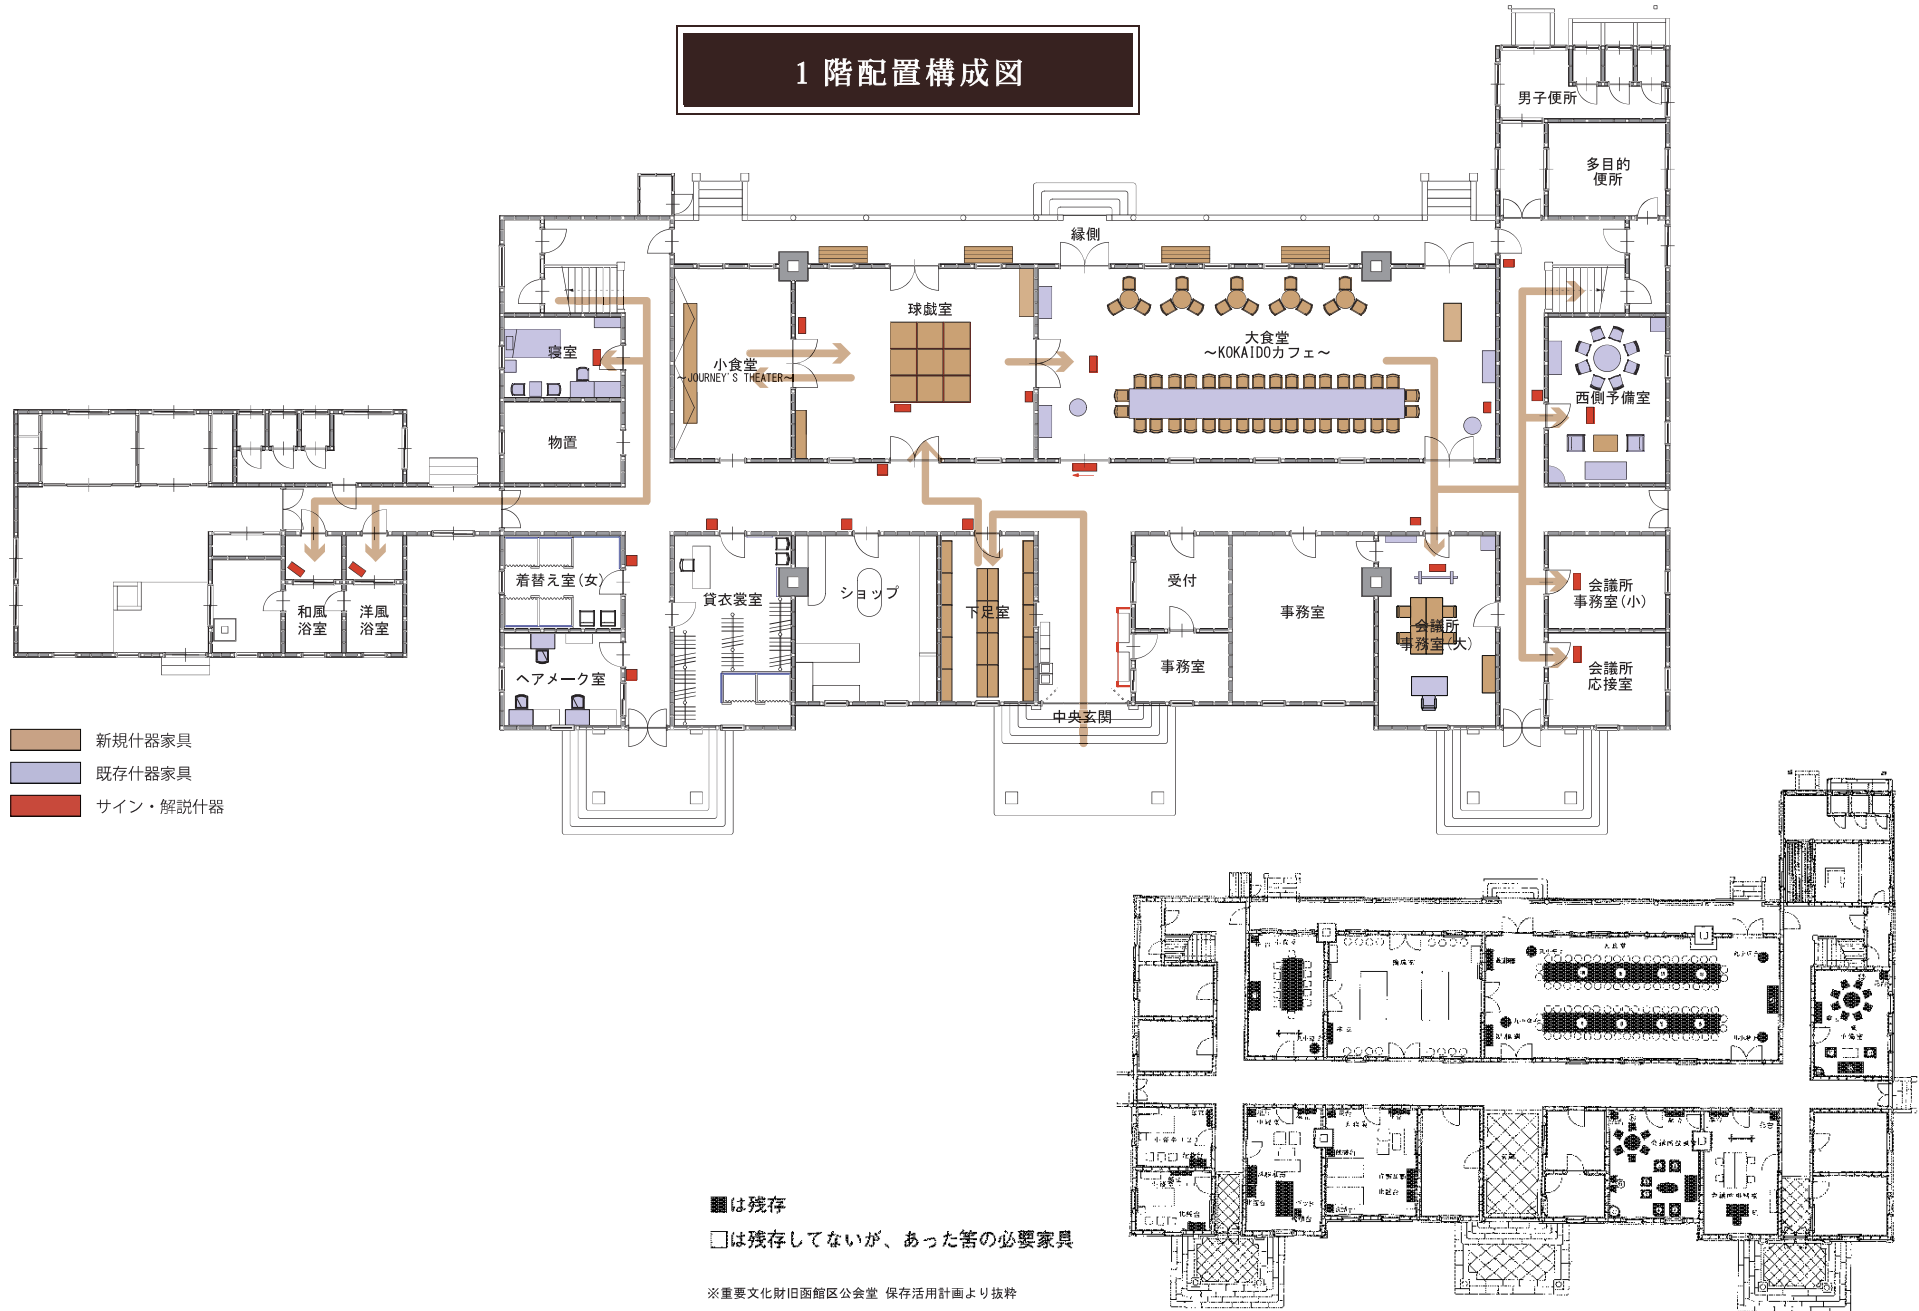 1 階配置構成図
男子便所
多目的
便所
縁側
球戯室
大食堂
〜KOKAIDOカフェ〜
小食堂
〜JOURNEY'S THEATER〜
寝室
物置
西側予備室
着替え室(女)
和風
浴室
洋風
浴室
貸衣裳室
ショップ
下足室
受付
事務室
事務室
会議所
事務室(大)
会議所
事務室(小)
会議所
応接室
ヘアメーク室
中央玄関
新規什器家具
既存什器家具
サイン・解説什器
■は残存
□は残存してないが、あった筈の必要家具
※重要文化財旧函館区公会堂 保存活用計画より抜粋